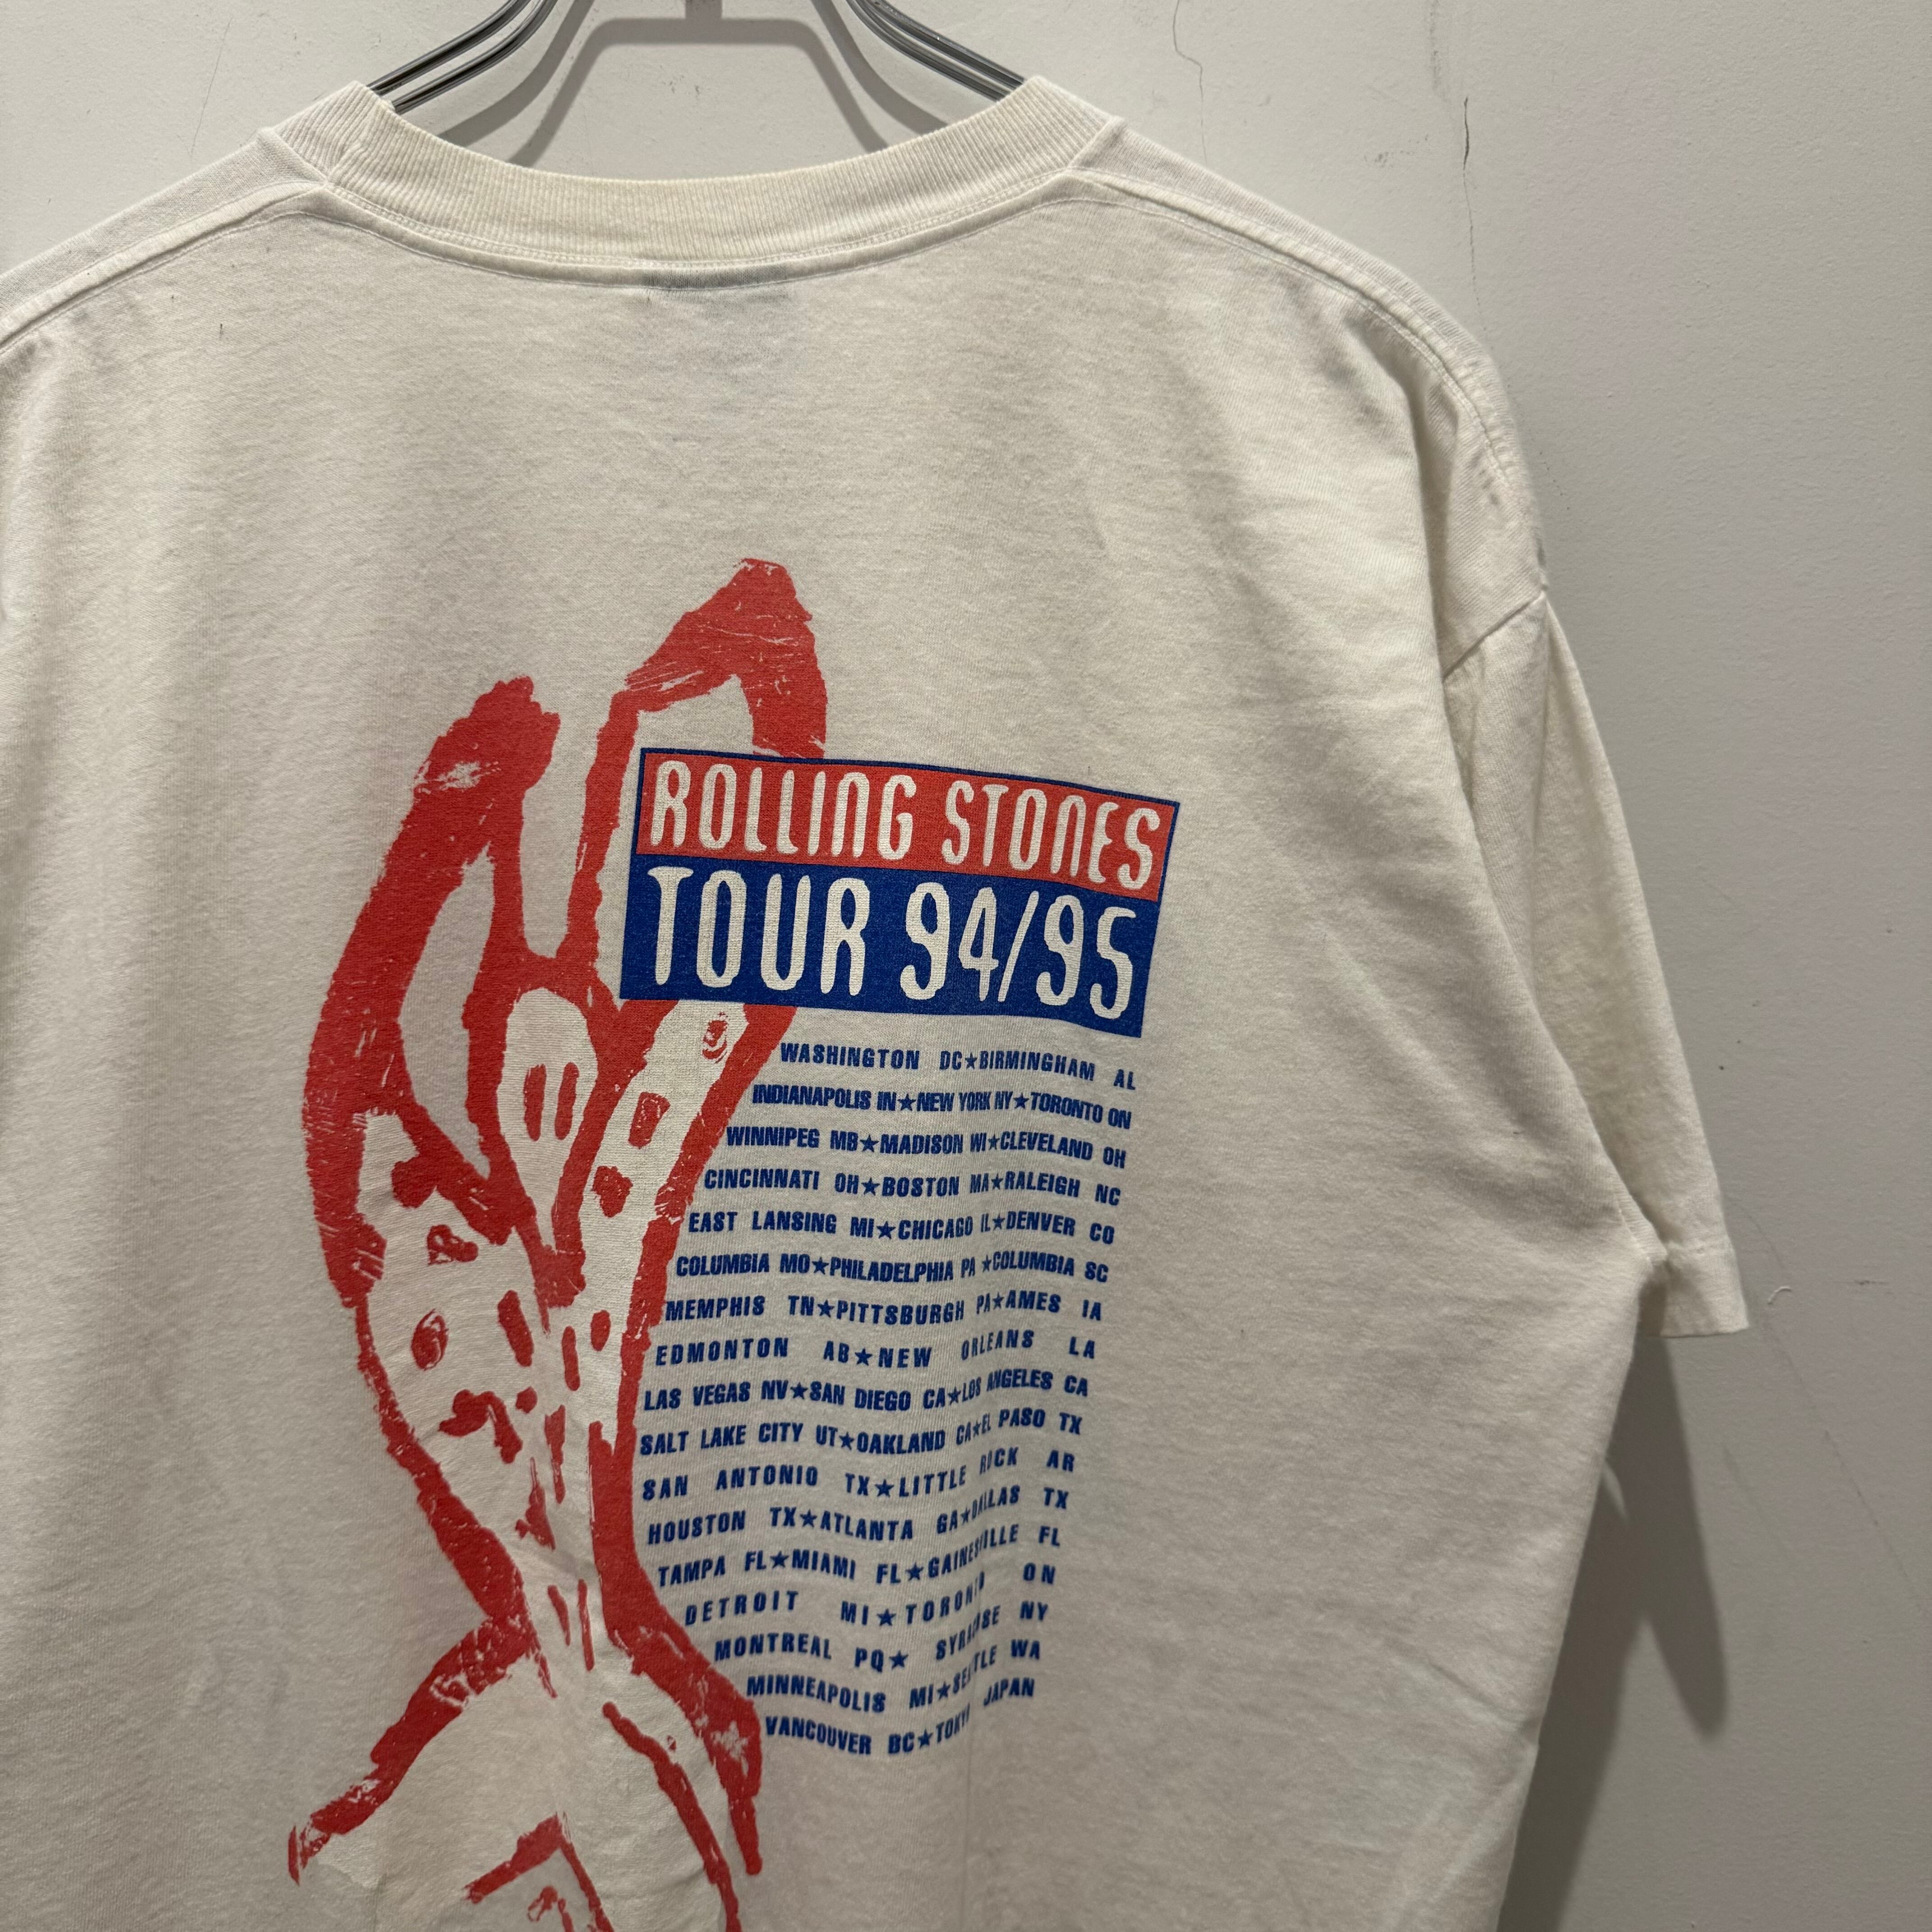 ROLLING STONES
TOUR 94/95
WASHINGTON DC★BIRMINGHAM AL
INDIANAPOLIS IN★NEW YORK NY★TORONTO ON
WINNIPEG MB★MADISON WI★CLEVELAND OH
CINCINNATI OH★BOSTON MA★RALEIGH NC
EAST LANSING MI★CHICAGO IL★DENVER CO
COLUMBIA MO★PHILADELPHIA PA★COLUMBIA SC
MEMPHIS TN★PITTSBURGH PA★AMES IA
EDMONTON AB★NEW ORLEANS LA
LAS VEGAS NV★SAN DIEGO CA★LOS ANGELES CA
SALT LAKE CITY UT★OAKLAND CA★EL PASO TX
SAN ANTONIO TX★LITTLE ROCK AR
HOUSTON TX★ATLANTA GA★DALLAS TX
TAMPA FL★MIAMI FL★GAINESVILLE FL
DETROIT MI★TORONTO ON
MONTREAL PQ★ SYRACUSE NY
MINNEAPOLIS MI★SEATTLE WA
VANCOUVER BC★TOKYO JAPAN